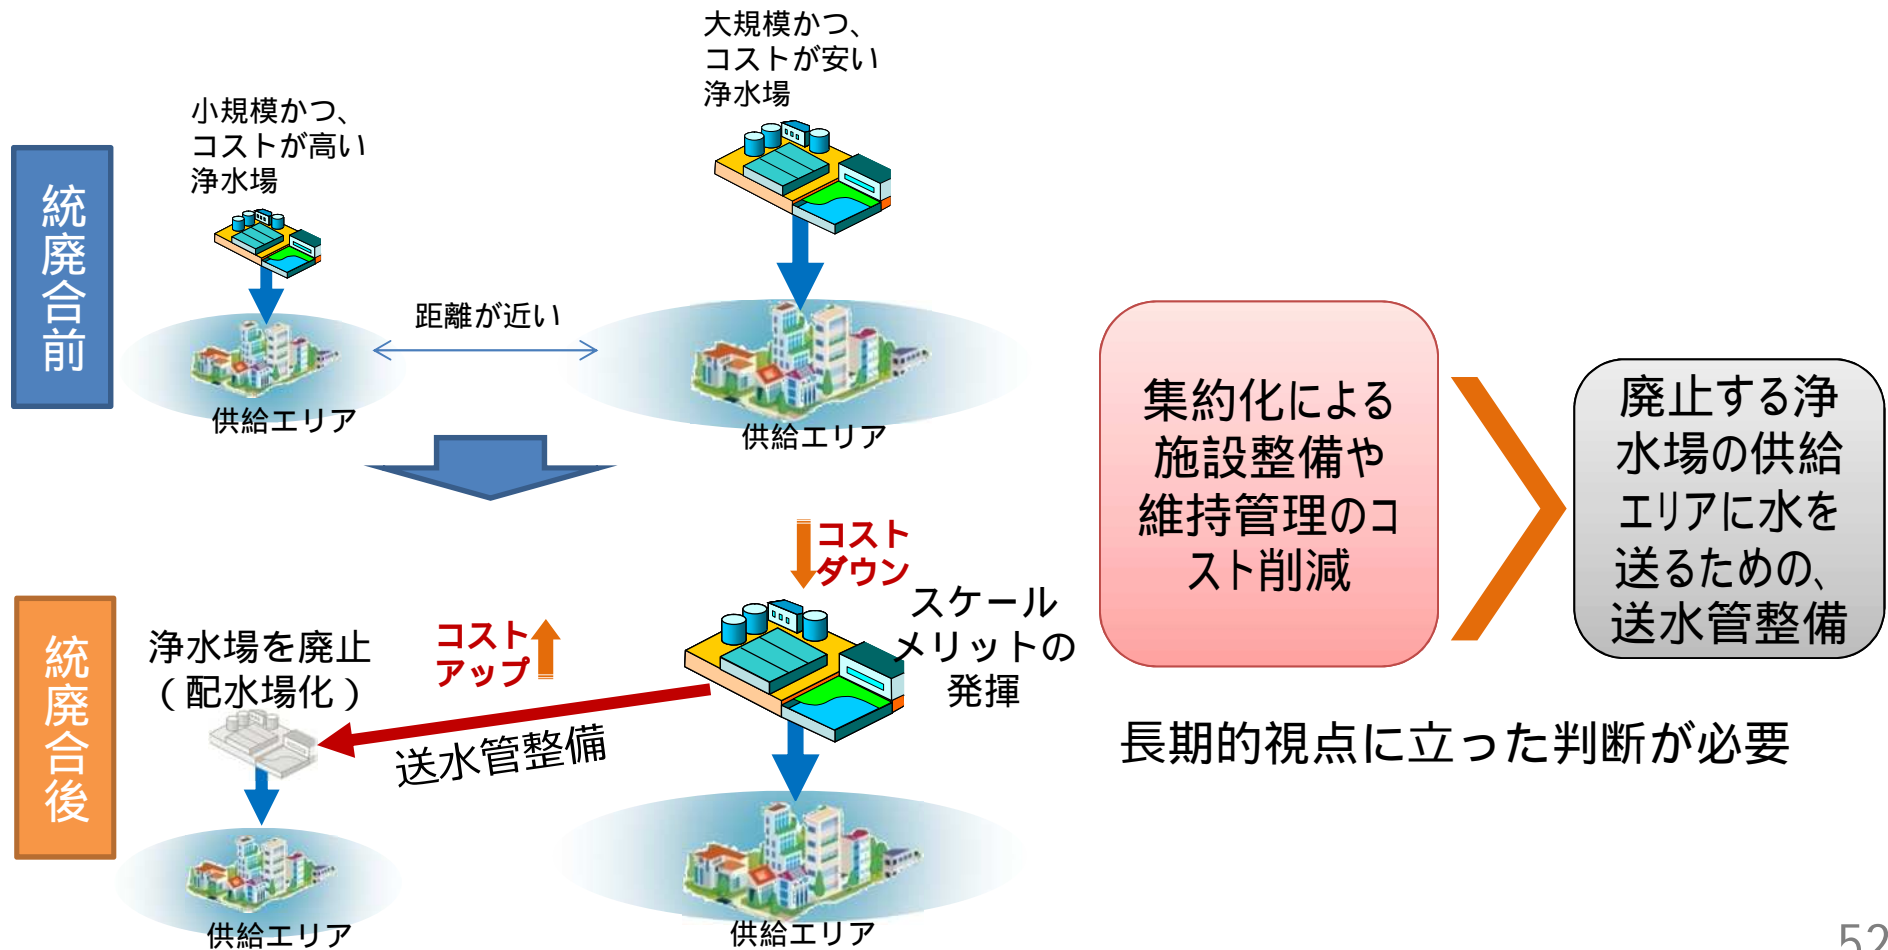 統廃合前
小規模かつ、
コストが高い
浄水場
大規模かつ、
コストが安い
浄水場
距離が近い
供給エリア
供給エリア
統廃合後
浄水場を廃止
（配水場化）
コスト
アップ
コスト
ダウン
スケール
メリットの
発揮
送水管整備
供給エリア
供給エリア
集約化による
施設整備や
維持管理のコ
スト削減
廃止する浄
水場の供給
エリアに水を
送るための、
送水管整備
長期的視点に立った判断が必要
52